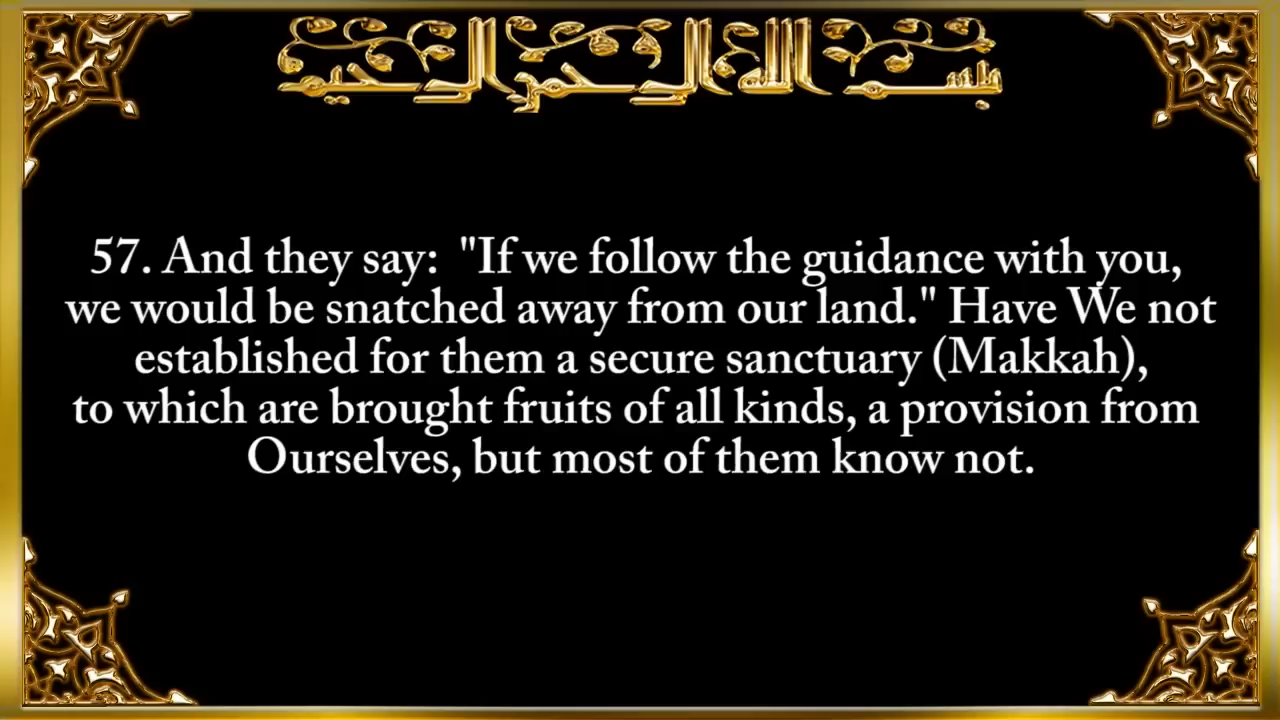 بسم الله الرحمن الرحيم
57. And they say:  "If we follow the guidance with you,
we would be snatched away from our land." Have We not
established for them a secure sanctuary (Makkah),
to which are brought fruits of all kinds, a provision from
Ourselves, but most of them know not.